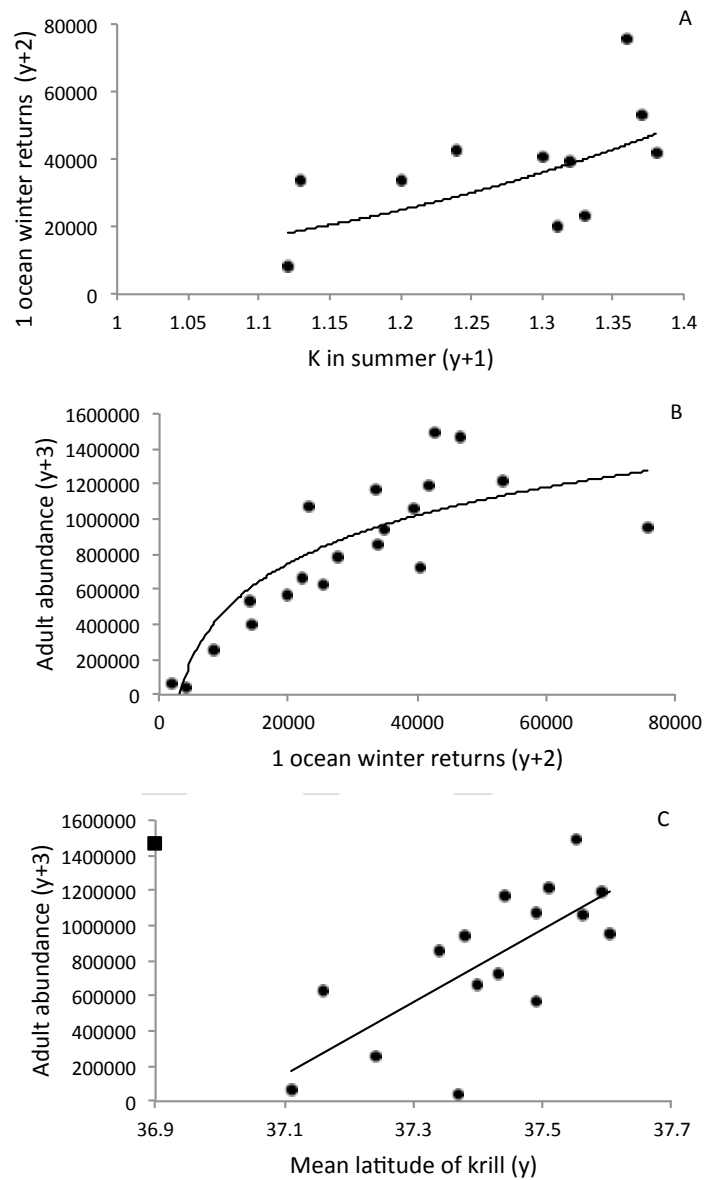 A
1 ocean winter returns (y+2)
80000
60000
40000
20000
0
1 1.05 1.1 1.15 1.2 1.25 1.3 1.35 1.4
K in summer (y+1)
B
Adult abundance (y+3)
1600000
1400000
1200000
1000000
800000
600000
400000
200000
0
0 20000 40000 60000 80000
1 ocean winter returns (y+2)
C
Adult abundance (y+3)
1600000
1400000
1200000
1000000
800000
600000
400000
200000
0
36.9 37.1 37.3 37.5 37.7
Mean latitude of krill (y)